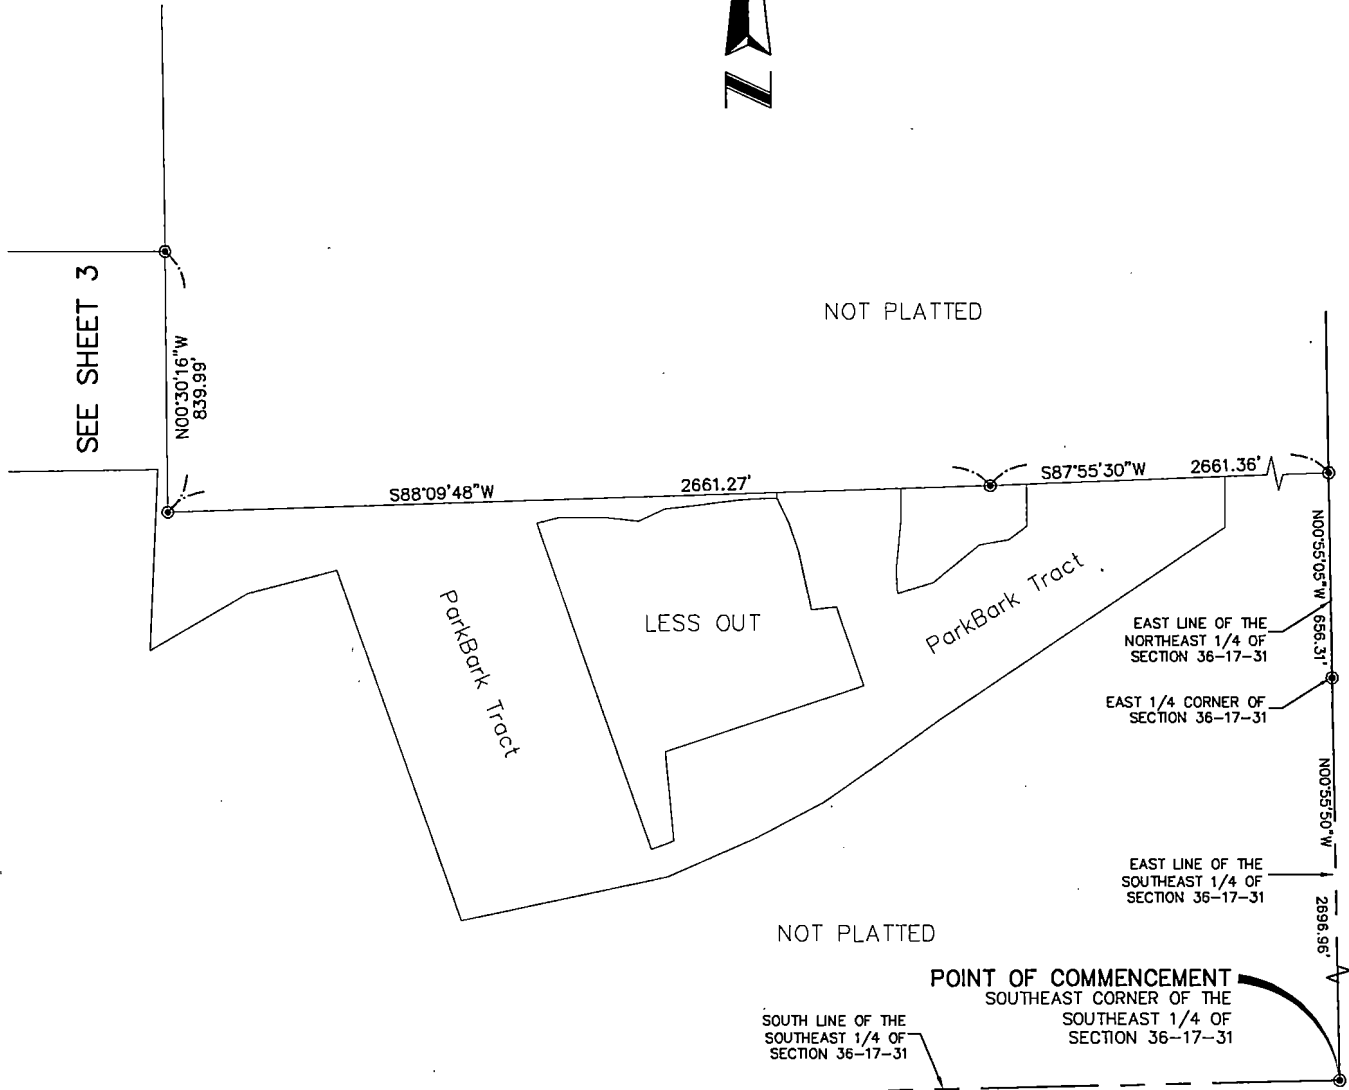 N
NOT PLATTED
SEE SHEET 3
N00°30'16"W
839.99'
S88°09'48"W
2661.27'
S87°55'30"W
2661.36'
N00°55'05"W 656.31'
ParkBark Tract
LESS OUT
ParkBark Tract
EAST LINE OF THE
NORTHEAST 1/4 OF
SECTION 36-17-31
EAST 1/4 CORNER OF
SECTION 36-17-31
N00°55'50"W
2696.96'
EAST LINE OF THE
SOUTHEAST 1/4 OF
SECTION 36-17-31
NOT PLATTED
POINT OF COMMENCEMENT
SOUTHEAST CORNER OF THE
SOUTHEAST 1/4 OF
SECTION 36-17-31
SOUTH LINE OF THE
SOUTHEAST 1/4 OF
SECTION 36-17-31